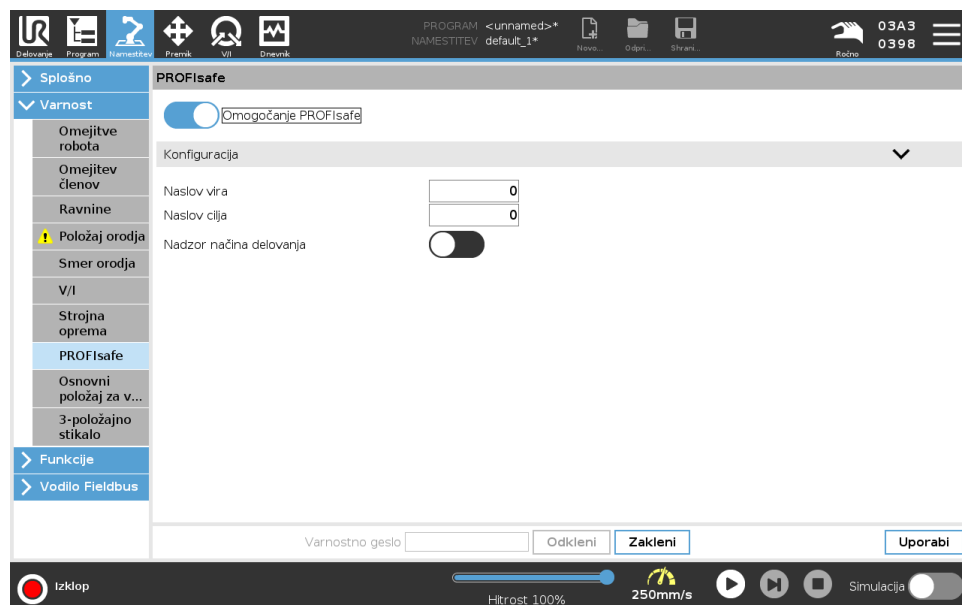 PROGRAM <unnamed>*
NAMESTITEV default_1*
Delovanje Program Namestitev Premik V/I Dnevnik Novo... Odpri... Shrani... Ročno
03A3
0398
Splošno
Varnost
Omejitve
robota
Omejitev
členov
Ravnine
Položaj orodja
Smer orodja
V/I
Strojna
oprema
PROFIsafe
Osnovni
položaj za v...
3-položajno
stikalo
Funkcije
Vodilo Fieldbus
PROFIsafe
Omogočanje PROFIsafe
Konfiguracija
Naslov vira 0
Naslov cilja 0
Nadzor načina delovanja
Varnostno geslo Odkleni Zakleni Uporabi
Izklop
Hitrost 100%
250mm/s
Simulacija